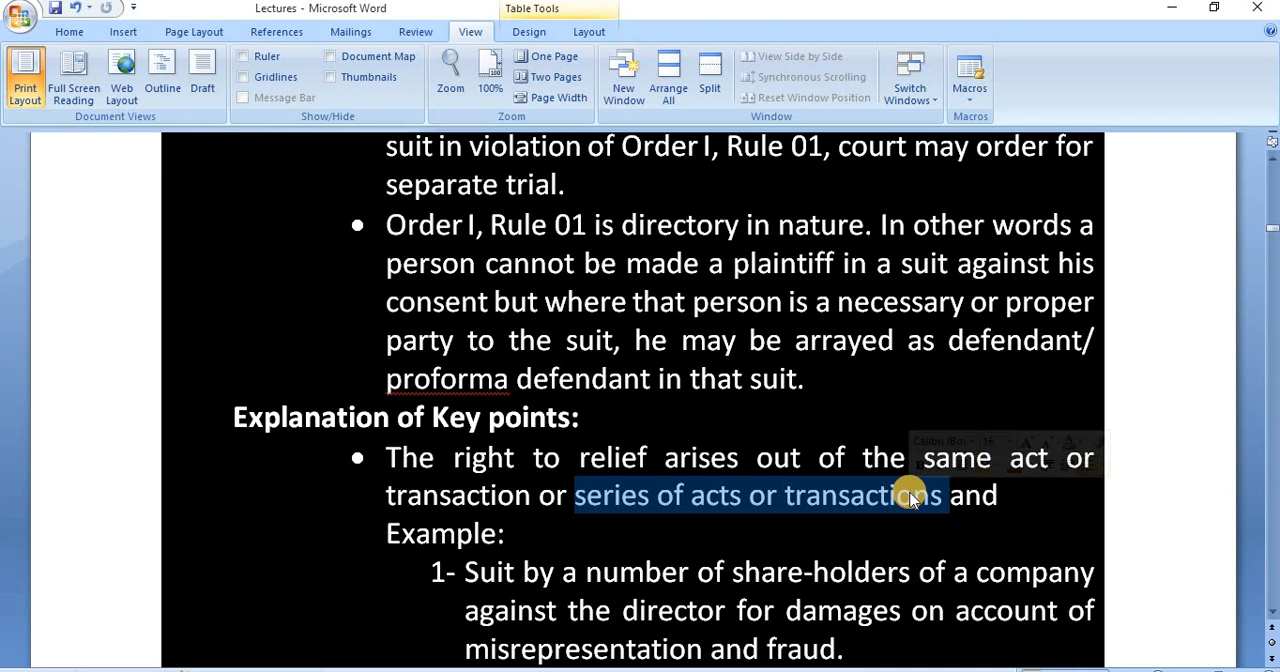 Lectures - Microsoft Word
Table Tools
Home Insert Page Layout References Mailings Review View Design Layout
Ruler Document Map One Page View Side by Side
Gridlines Thumbnails Two Pages Synchronous Scrolling
Message Bar Page Width Reset Window Position
Print Layout Full Screen Reading Web Layout Outline Draft Zoom 100% New Window Arrange All Split Switch Windows Macros
Document Views Show/Hide Zoom Window Macros
suit in violation of Order I, Rule 01, court may order for
separate trial.
• Order I, Rule 01 is directory in nature. In other words a
person cannot be made a plaintiff in a suit against his
consent but where that person is a necessary or proper
party to the suit, he may be arrayed as defendant/
proforma defendant in that suit.
Explanation of Key points:
• The right to relief arises out of the same act or
transaction or series of acts or transactions and
Example:
1- Suit by a number of share-holders of a company
against the director for damages on account of
misrepresentation and fraud.